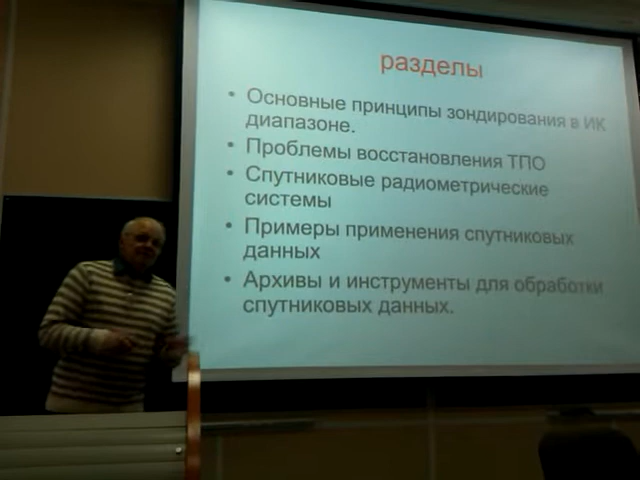 разделы
• Основные принципы зондирования в ИК
диапазоне.
• Проблемы восстановления ТПО
• Спутниковые радиометрические
системы
• Примеры применения спутниковых
данных
• Архивы и инструменты для обработки
спутниковых данных.